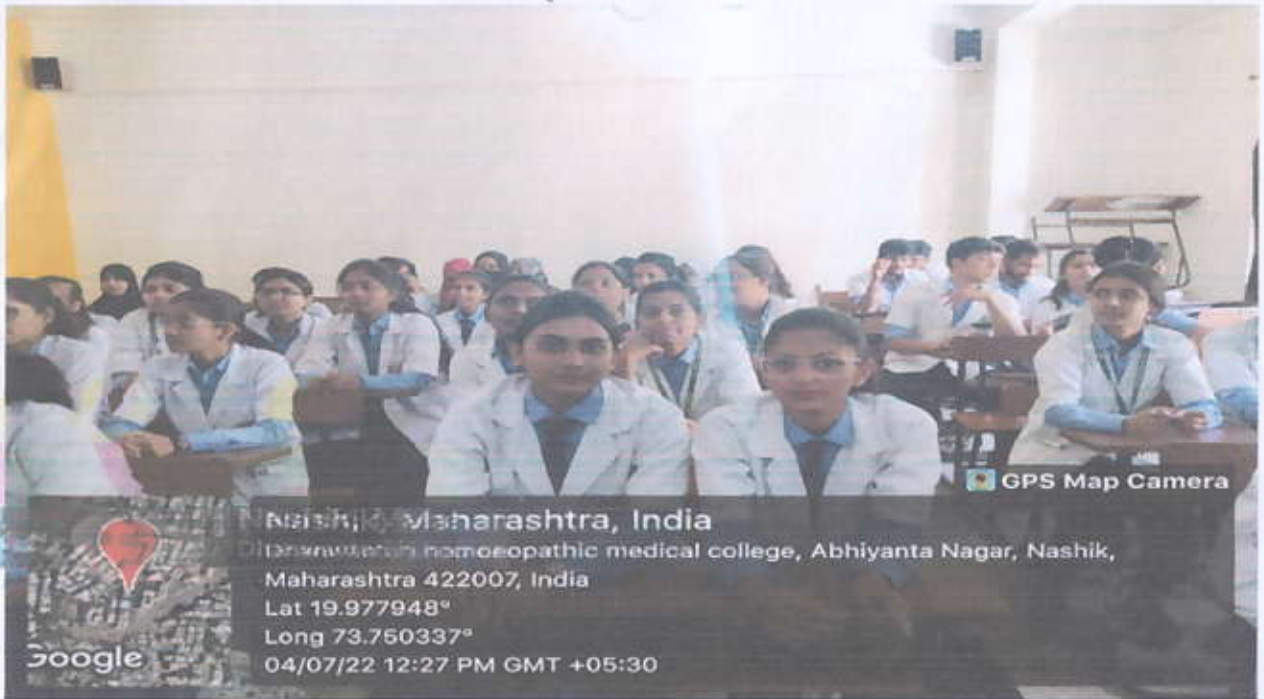 GPS Map Camera
Nashik, Maharashtra, India
homoeopathic medical college, Abhiyanta Nagar, Nashik,
Maharashtra 422007, India
Lat 19.977948°
Long 73.750337°
04/07/22 12:27 PM GMT +05:30
Google